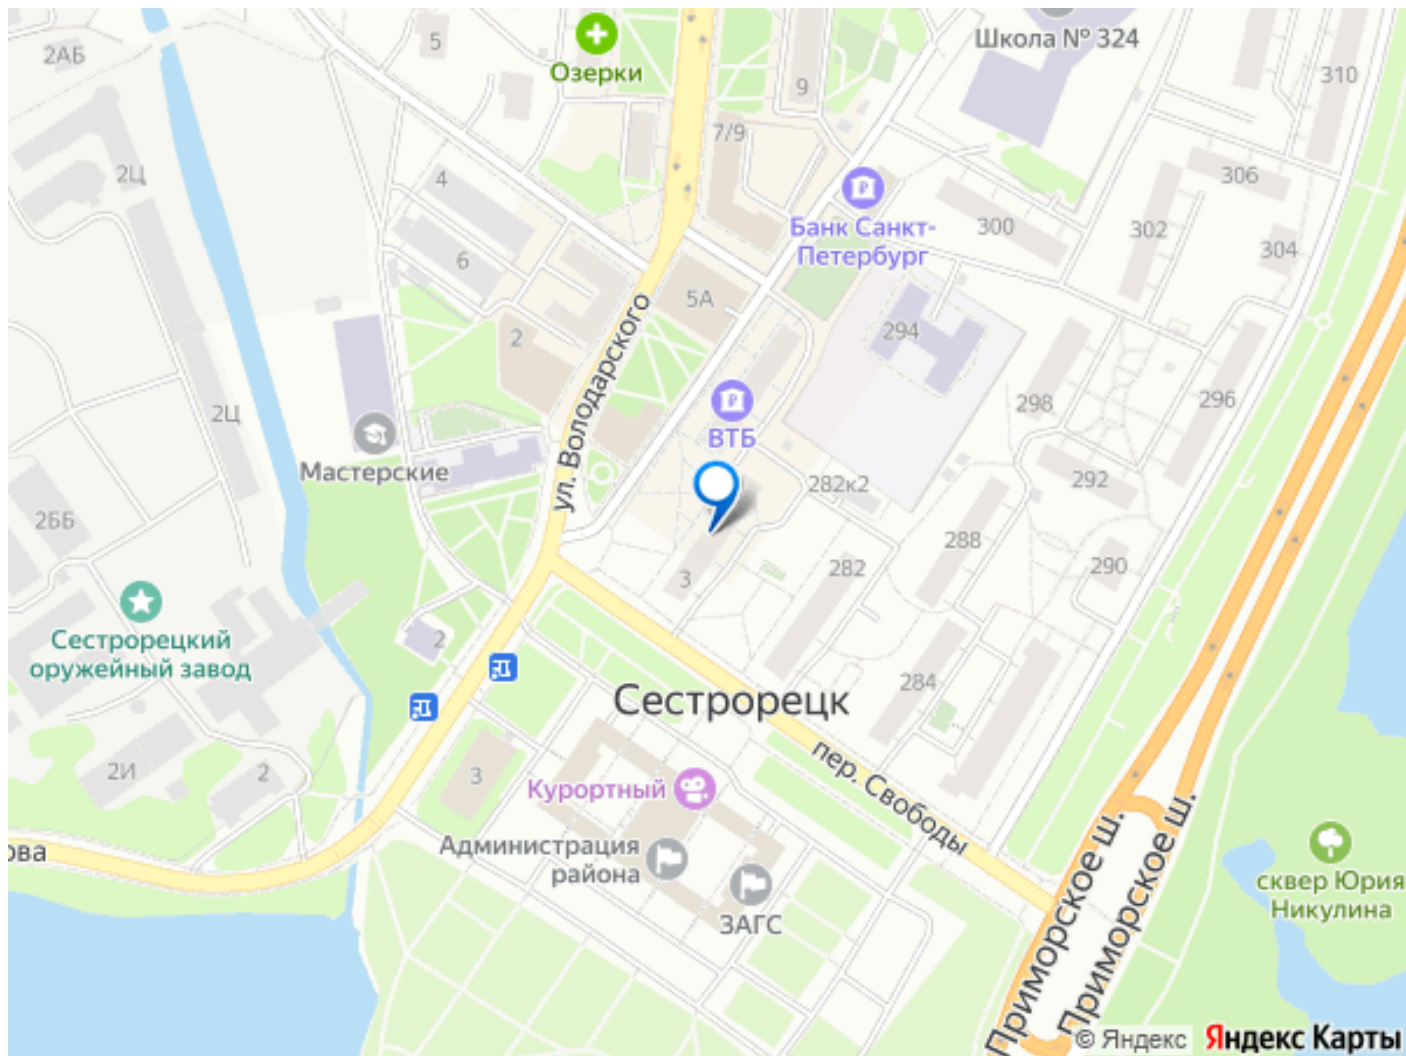 2АБ
5
Озерки
9
Школа № 324
310
7/9
2Ц
4
Банк Санкт-
Петербург
306
300
302
304
6
5А
294
2
ул. Володарского
298
296
2Ц
ВТБ
Мастерские
292
282к2
2ББ
288
290
282
3
Сестрорецкий
оружейный завод
2
284
Сестрорецк
2И
2
3
Курортный
пер. Свободы
ова
Администрация
района
ЗАГС
Приморское ш.
Приморское ш.
сквер Юрия
Никулина
© Яндекс
Яндекс Карты